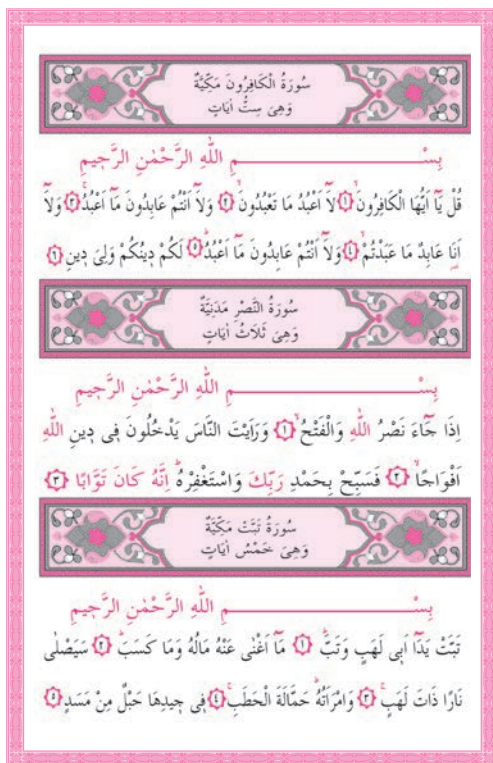 سُورَةُ الْكَافِرُونَ مَكِّيَّةٌ
وَهِىَ سِتُّ اٰيَاتٍ
بِسْـــــــــــــــــــــمِ اللّٰهِ الرَّحْمٰنِ الرَّحٖيمِ
قُلْ يَٓا اَيُّهَا الْكَافِرُونَۙ ﴿١﴾ لَٓا اَعْبُدُ مَا تَعْبُدُونَۙ ﴿٢﴾ وَلَٓا اَنْتُمْ عَابِدُونَ مَٓا اَعْبُدُۚ ﴿٣﴾ وَلَٓا
اَنَا۬ عَابِدٌ مَا عَبَدْتُمْۙ ﴿٤﴾ وَلَٓا اَنْتُمْ عَابِدُونَ مَٓا اَعْبُدُۜ ﴿٥﴾ لَكُمْ دٖينُكُمْ وَلِىَ دٖينِ ﴿٦﴾
سُورَةُ النَّصْرِ مَدَنِيَّةٌ
وَهِىَ ثَلَاثُ اٰيَاتٍ
بِسْـــــــــــــــــــــمِ اللّٰهِ الرَّحْمٰنِ الرَّحٖيمِ
اِذَا جَٓاءَ نَصْرُ اللّٰهِ وَالْفَتْحُۙ ﴿١﴾ وَرَاَيْتَ النَّاسَ يَدْخُلُونَ فٖى دٖينِ اللّٰهِ
اَفْوَاجًاۙ ﴿٢﴾ فَسَبِّحْ بِحَمْدِ رَبِّكَ وَاسْتَغْفِرْهُۜ اِنَّهُ كَانَ تَوَّابًا ﴿٣﴾
سُورَةُ تَبَّتْ مَكِّيَّةٌ
وَهِىَ خَمْسُ اٰيَاتٍ
بِسْـــــــــــــــــــــمِ اللّٰهِ الرَّحْمٰنِ الرَّحٖيمِ
تَبَّتْ يَدَٓا اَبٖى لَهَبٍ وَتَبَّۜ ﴿١﴾ مَٓا اَغْنٰى عَنْهُ مَالُهُ وَمَا كَسَبَۜ ﴿٢﴾ سَيَصْلٰى
نَارًا ذَاتَ لَهَبٍۚ ﴿٣﴾ وَامْرَاَتُهُۜ حَمَّالَةَ الْحَطَبِۚ ﴿٤﴾ فٖى جٖيدِهَا حَبْلٌ مِنْ مَسَدٍ ﴿٥﴾